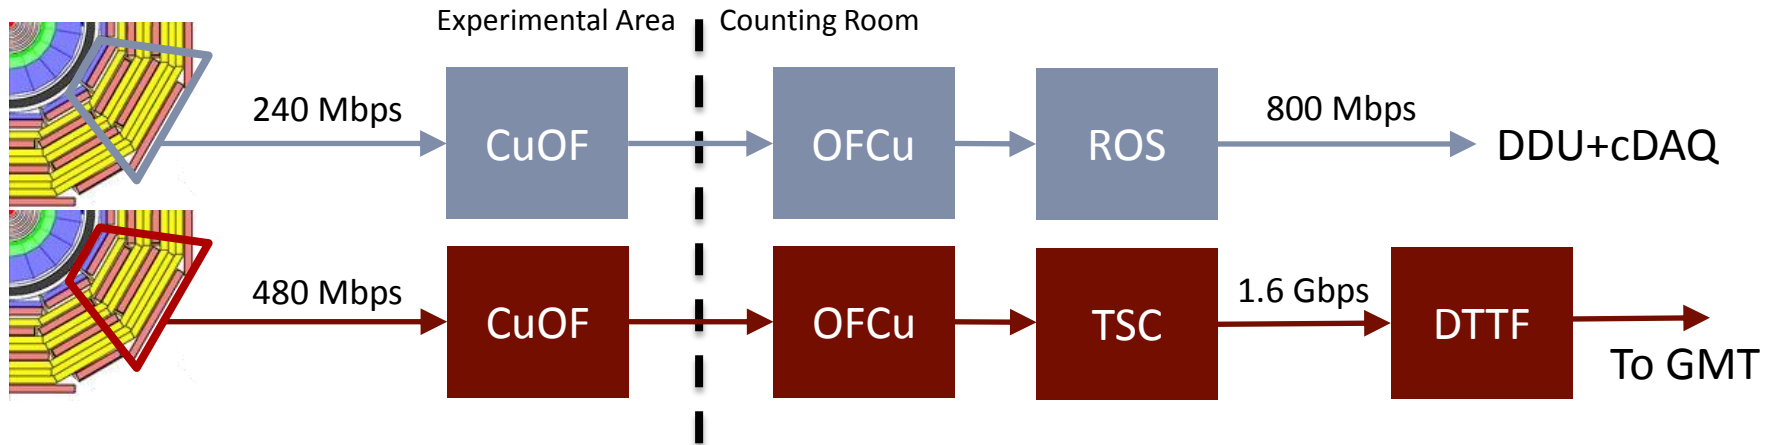 Experimental Area
Counting Room
240 Mbps
CuOF
OFCu
ROS
800 Mbps
DDU+cDAQ
480 Mbps
CuOF
OFCu
TSC
1.6 Gbps
DTTF
To GMT